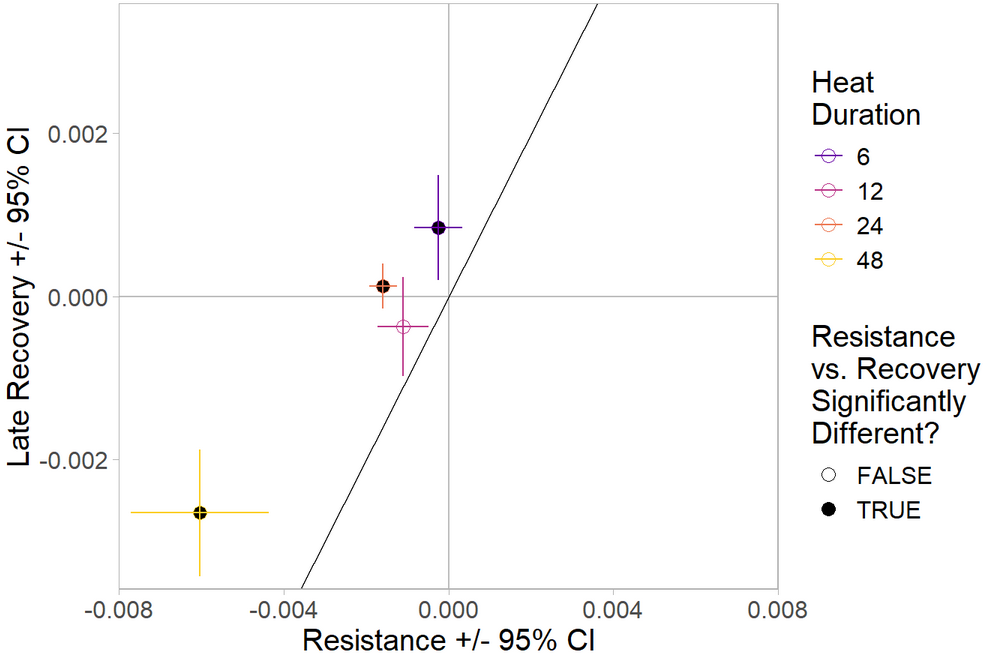 Late Recovery +/- 95% CI
0.002
0.000
-0.002
-0.008
-0.004
0.000
0.004
0.008
Resistance +/- 95% CI
Heat
Duration
6
12
24
48
Resistance
vs. Recovery
Significantly
Different?
FALSE
TRUE